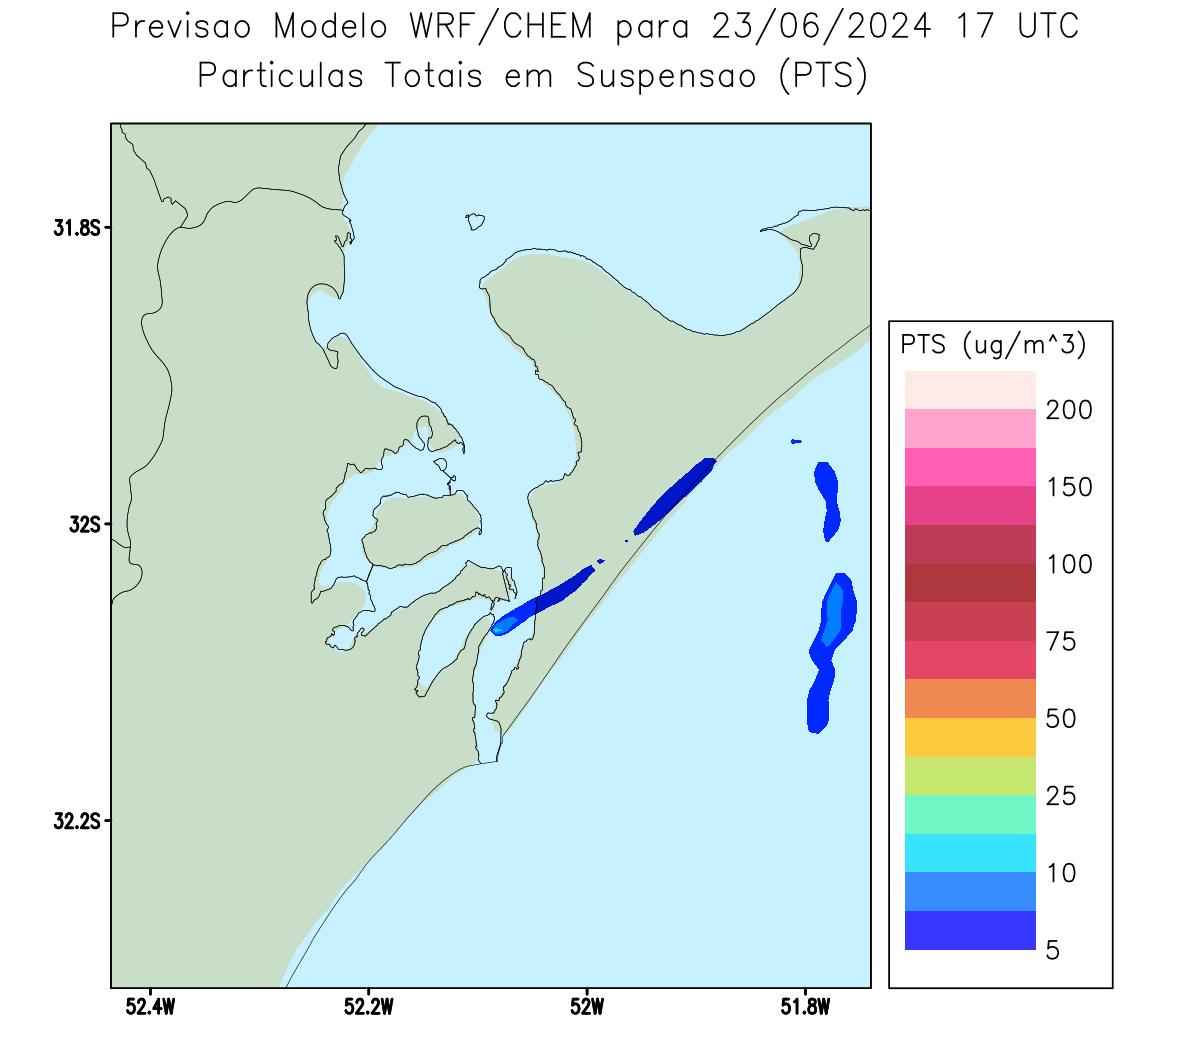 Previsao Modelo WRF/CHEM para 23/06/2024 17 UTC
Particulas Totais em Suspensao (PTS)
31.8S
32S
32.2S
52.4W
52.2W
52W
51.8W
PTS (ug/m^3)
200
150
100
75
50
25
10
5